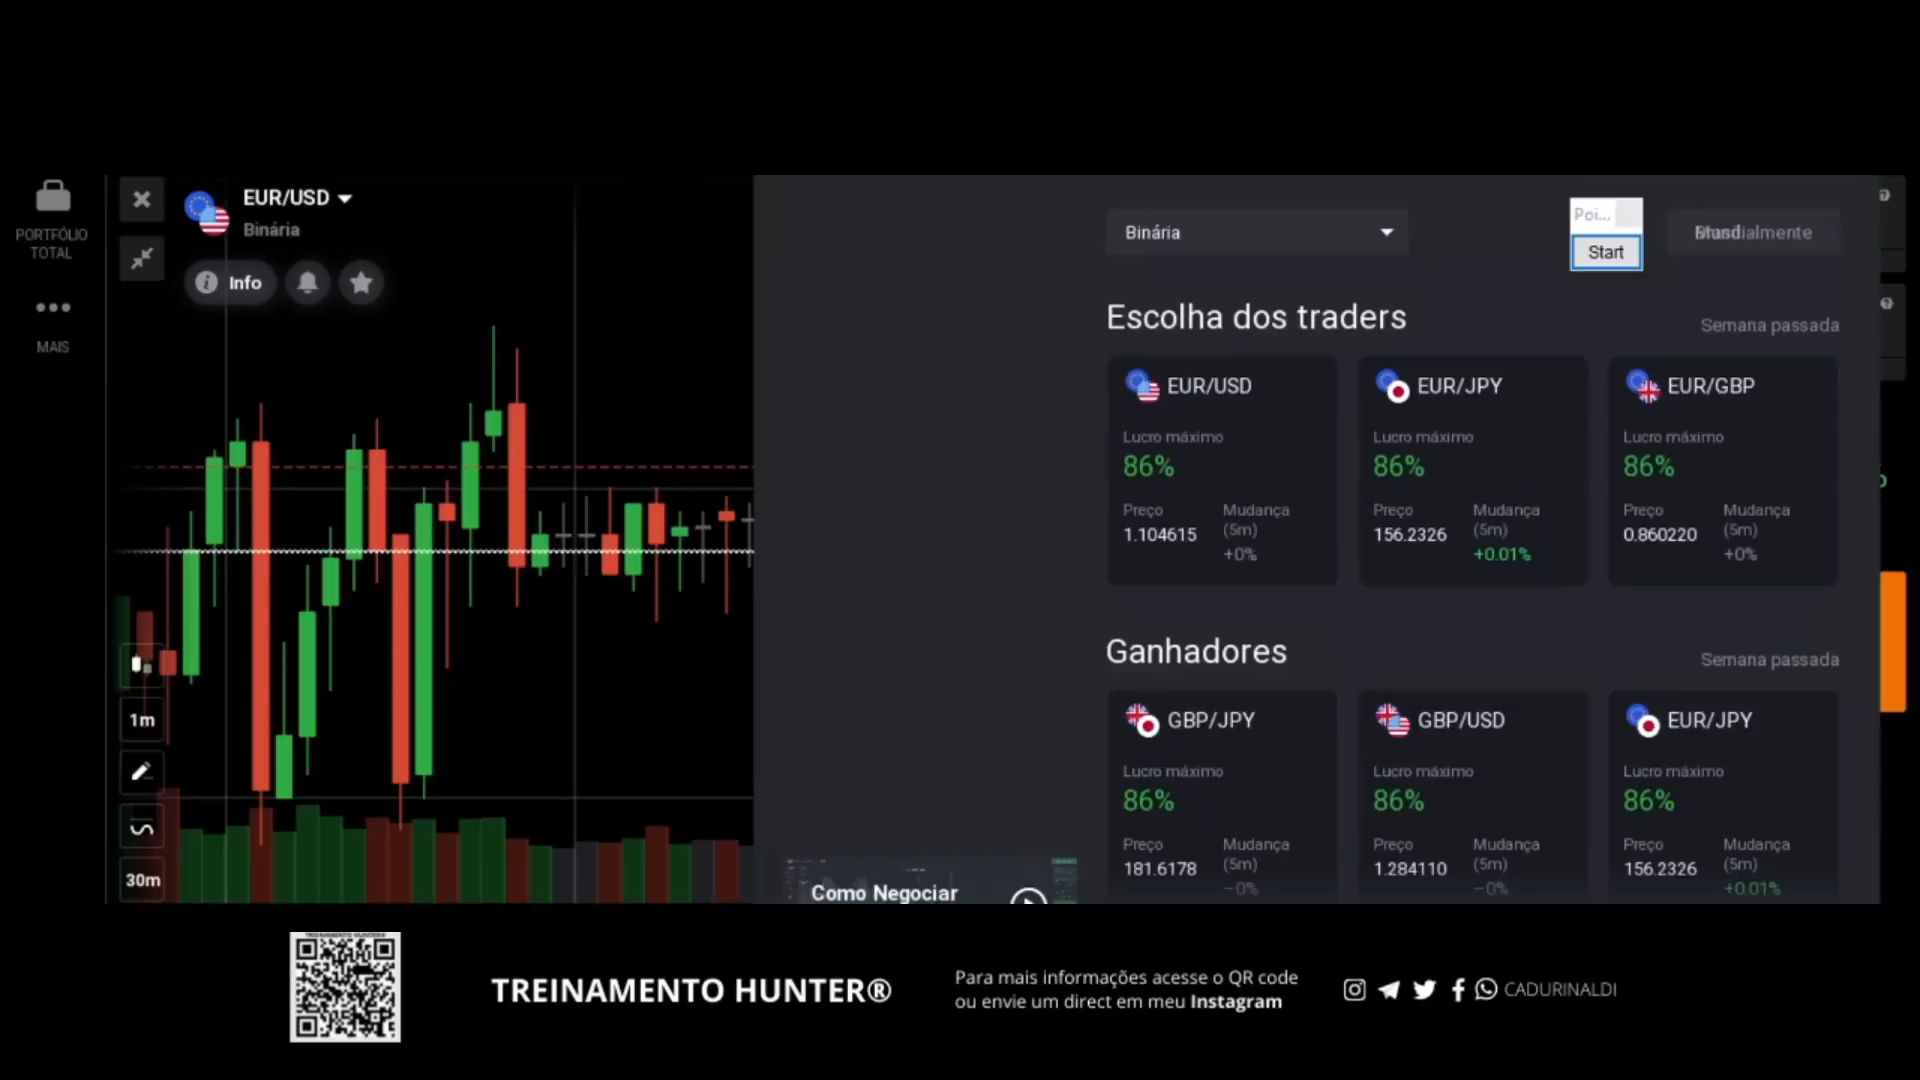 PORTFÓLIO
TOTAL
MAIS
EUR/USD
Binária
Info
1m
30m
Binária
Poi...
Start
Mundialmente
Escolha dos traders
Semana passada
EUR/USD
Lucro máximo
86%
Preço
1.104615
Mudança
(5m)
+0%
EUR/JPY
Lucro máximo
86%
Preço
156.2326
Mudança
(5m)
+0.01%
EUR/GBP
Lucro máximo
86%
Preço
0.860220
Mudança
(5m)
+0%
Ganhadores
Semana passada
GBP/JPY
Lucro máximo
86%
Preço
181.6178
Mudança
(5m)
−0%
GBP/USD
Lucro máximo
86%
Preço
1.284110
Mudança
(5m)
−0%
EUR/JPY
Lucro máximo
86%
Preço
156.2326
Mudança
(5m)
+0.01%
Como Negociar
TREINAMENTO HUNTER®
Para mais informações acesse o QR code
ou envie um direct em meu Instagram
CADURINALDI